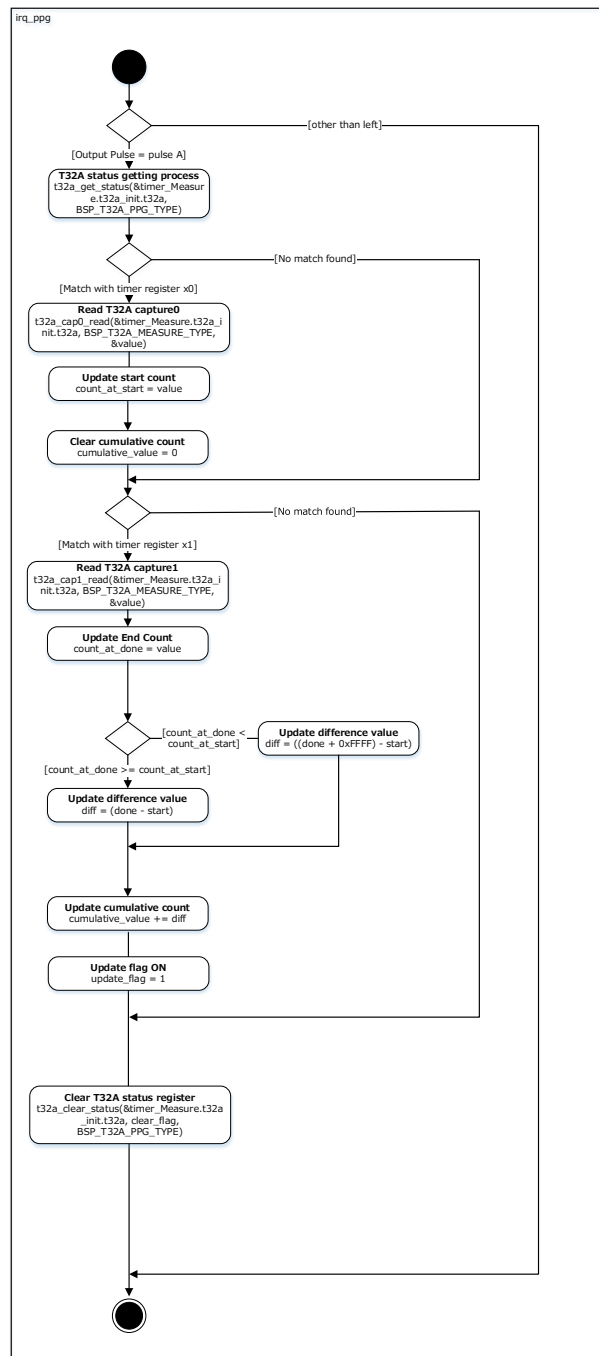 irq_ppg
[other than left]
[Output Pulse = pulse A]
T32A status getting process
t32a_get_status(&timer_Measur
e.t32a_init.t32a,
BSP_T32A_PPG_TYPE)
[No match found]
[Match with timer register x0]
Read T32A capture0
t32a_cap0_read(&timer_Measure.t32a_i
nit.t32a, BSP_T32A_MEASURE_TYPE,
&value)
Update start count
count_at_start = value
Clear cumulative count
cumulative_value = 0
[No match found]
[Match with timer register x1]
Read T32A capture1
t32a_cap1_read(&timer_Measure.t32a_i
nit.t32a, BSP_T32A_MEASURE_TYPE,
&value)
Update End Count
count_at_done = value
[count_at_done <
count_at_start]
Update difference value
diff = ((done + 0xFFFF) - start)
[count_at_done >= count_at_start]
Update difference value
diff = (done - start)
Update cumulative count
cumulative_value += diff
Update flag ON
update_flag = 1
Clear T32A status register
t32a_clear_status(&timer_Measure.t32a
_init.t32a, clear_flag,
BSP_T32A_PPG_TYPE)